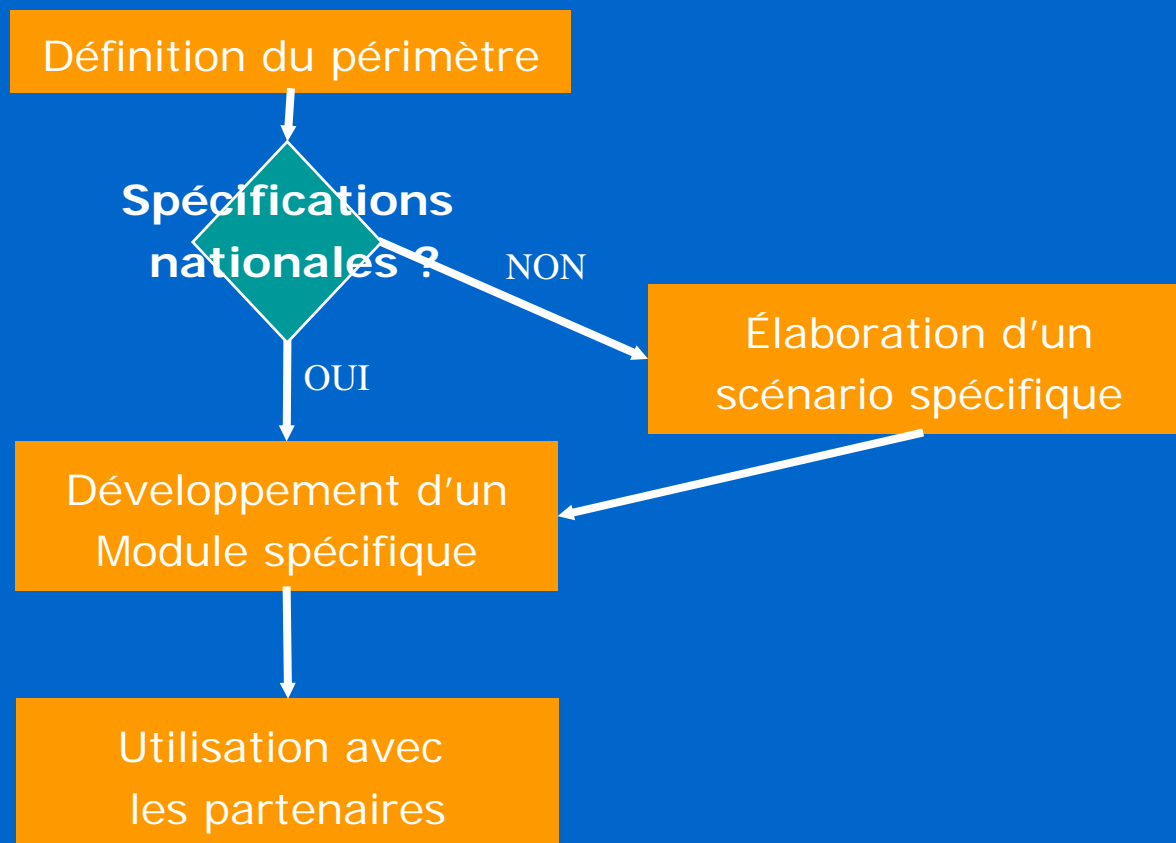 Définition du périmètre
Spécifications
nationales ?
NON
Élaboration d’un
scénario spécifique
OUI
Développement d’un
Module spécifique
Utilisation avec
les partenaires